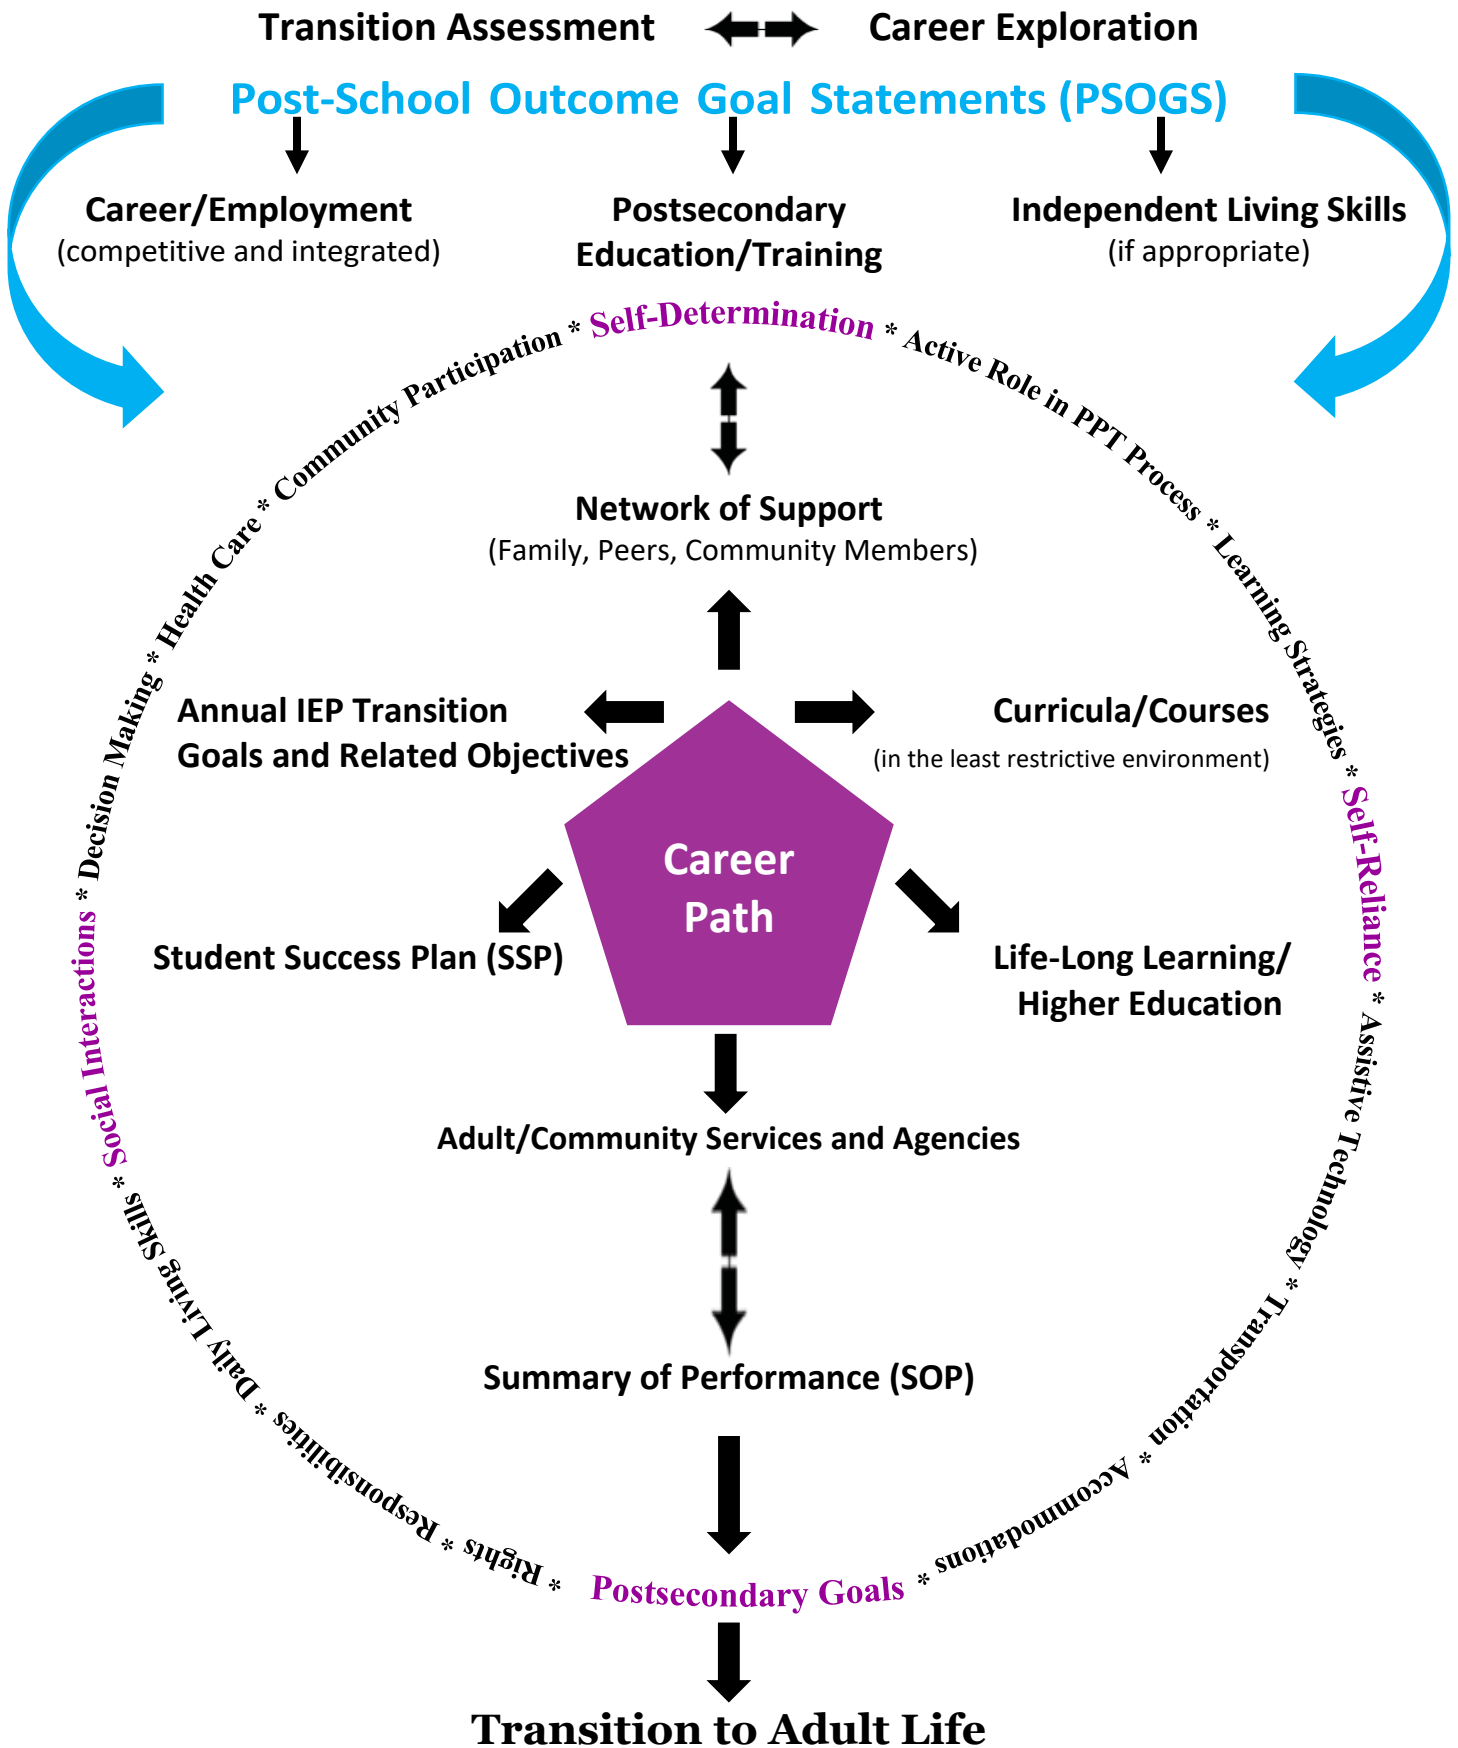 Transition Assessment Career Exploration
Post-School Outcome Goal Statements (PSOGS)
Career/Employment
(competitive and integrated)
Postsecondary
Education/Training
Independent Living Skills
(if appropriate)
* Self-Determination * Active Role in PPT Process * Learning Strategies * Self-Reliance * Assistive Technology * Transportation * Accommodations * Postsecondary Goals
* Rights * Responsibilities * Daily Living Skills * Social Interactions * Decision Making * Health Care * Community Participation
Network of Support
(Family, Peers, Community Members)
Annual IEP Transition
Goals and Related Objectives
Curricula/Courses
(in the least restrictive environment)
Career
Path
Student Success Plan (SSP)
Life-Long Learning/
Higher Education
Adult/Community Services and Agencies
Summary of Performance (SOP)
Transition to Adult Life